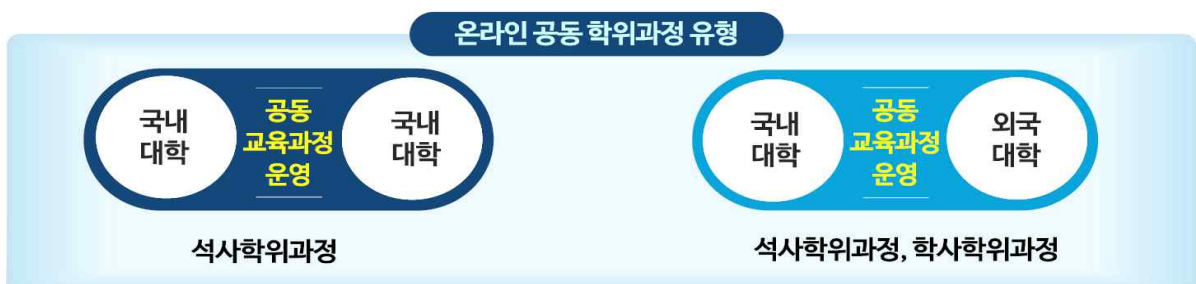 온라인 공동 학위과정 유형
국내
대학
공동
교육과정
운영
국내
대학
국내
대학
공동
교육과정
운영
외국
대학
석사학위과정
석사학위과정, 학사학위과정